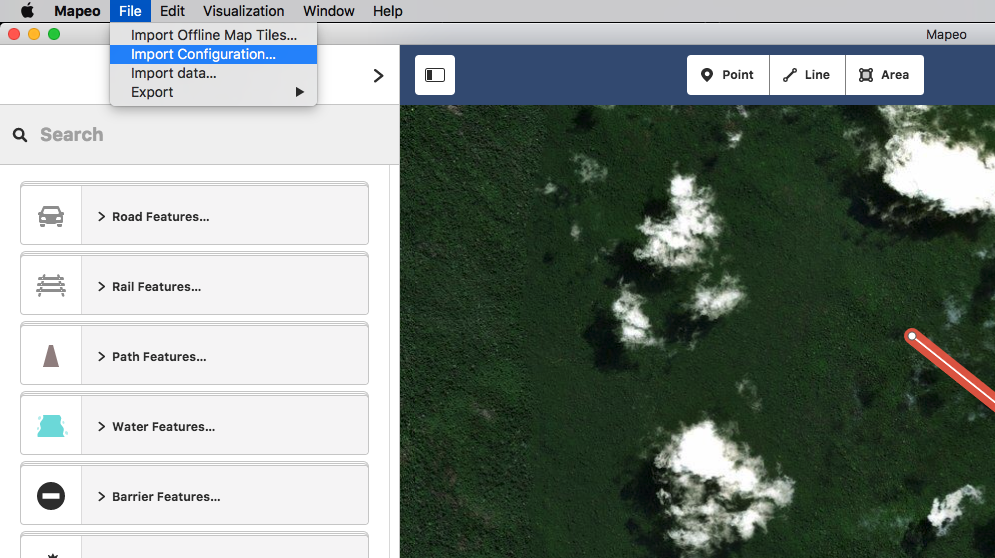 Mapeo File Edit Visualization Window Help
Mapeo
Import Offline Map Tiles...
Import Configuration...
Import data...
Export
Point Line Area
Search
Road Features...
Rail Features...
Path Features...
Water Features...
Barrier Features...